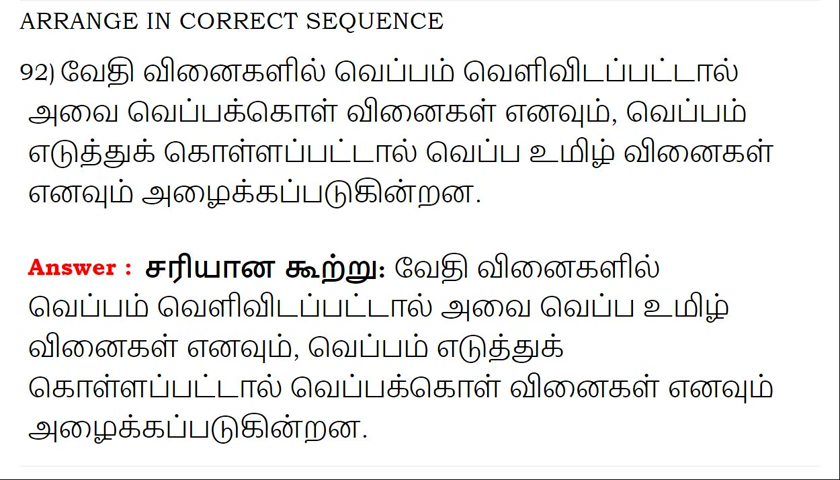 ARRANGE IN CORRECT SEQUENCE
92) வேதி வினைகளில் வெப்பம் வெளிவிடப்பட்டால்
அவை வெப்பக்கொள் வினைகள் எனவும், வெப்பம்
எடுத்துக் கொள்ளப்பட்டால் வெப்ப உமிழ் வினைகள்
எனவும் அழைக்கப்படுகின்றன.
Answer : சரியான கூற்று: வேதி வினைகளில்
வெப்பம் வெளிவிடப்பட்டால் அவை வெப்ப உமிழ்
வினைகள் எனவும், வெப்பம் எடுத்துக்
கொள்ளப்பட்டால் வெப்பக்கொள் வினைகள் எனவும்
அழைக்கப்படுகின்றன.